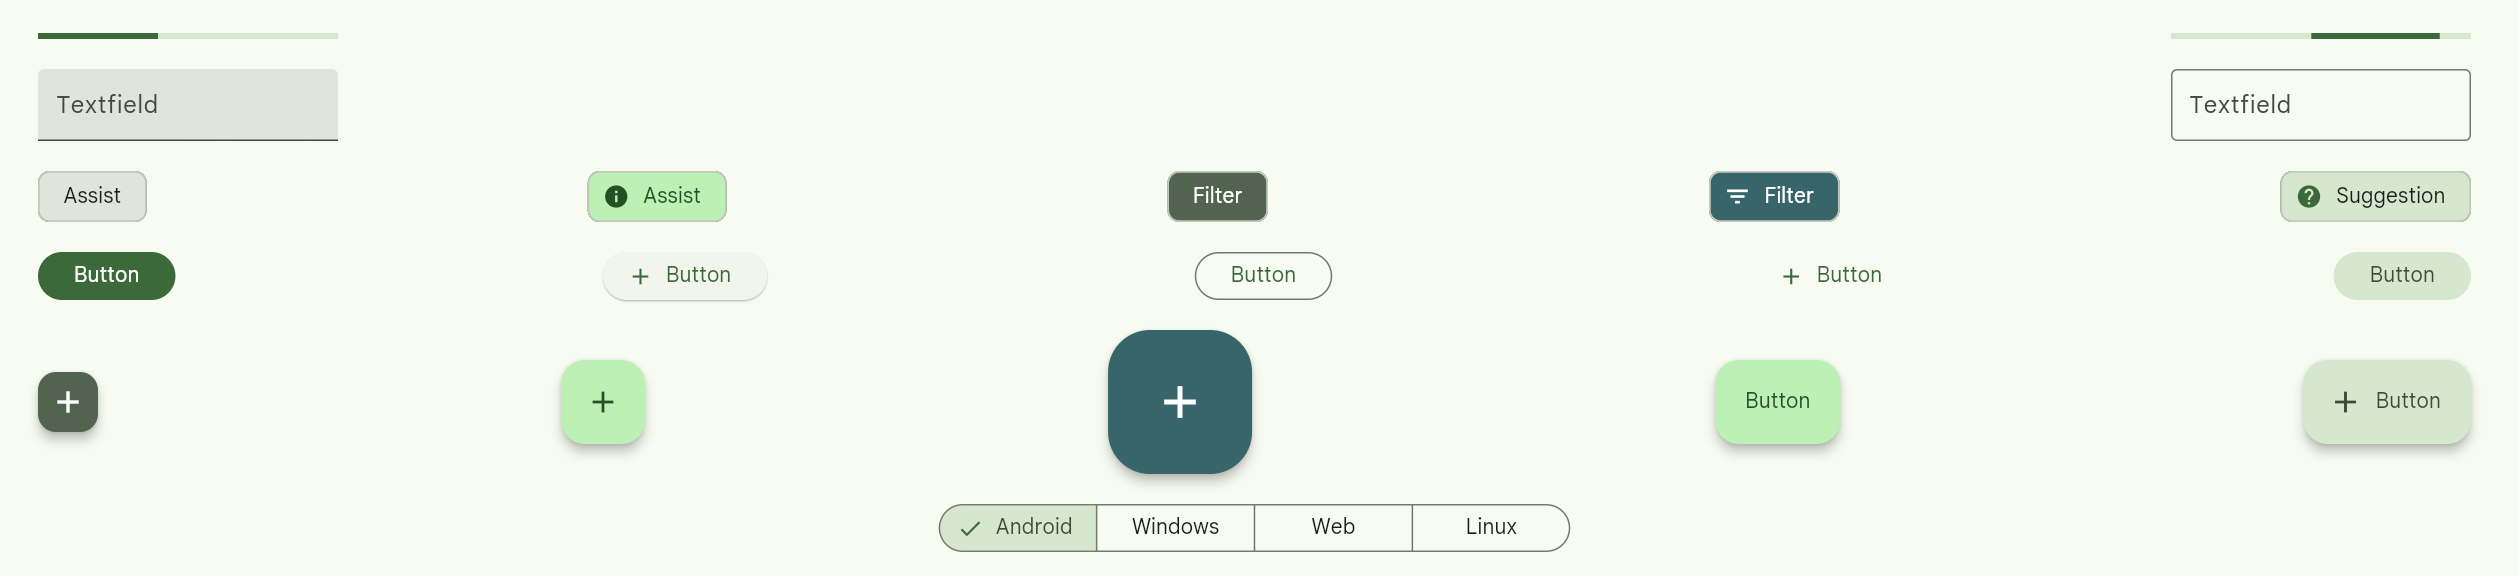 Textfield Textfield
Assist Assist Filter Filter Suggestion
Button Button Button Button Button
Button Button
Android Windows Web Linux